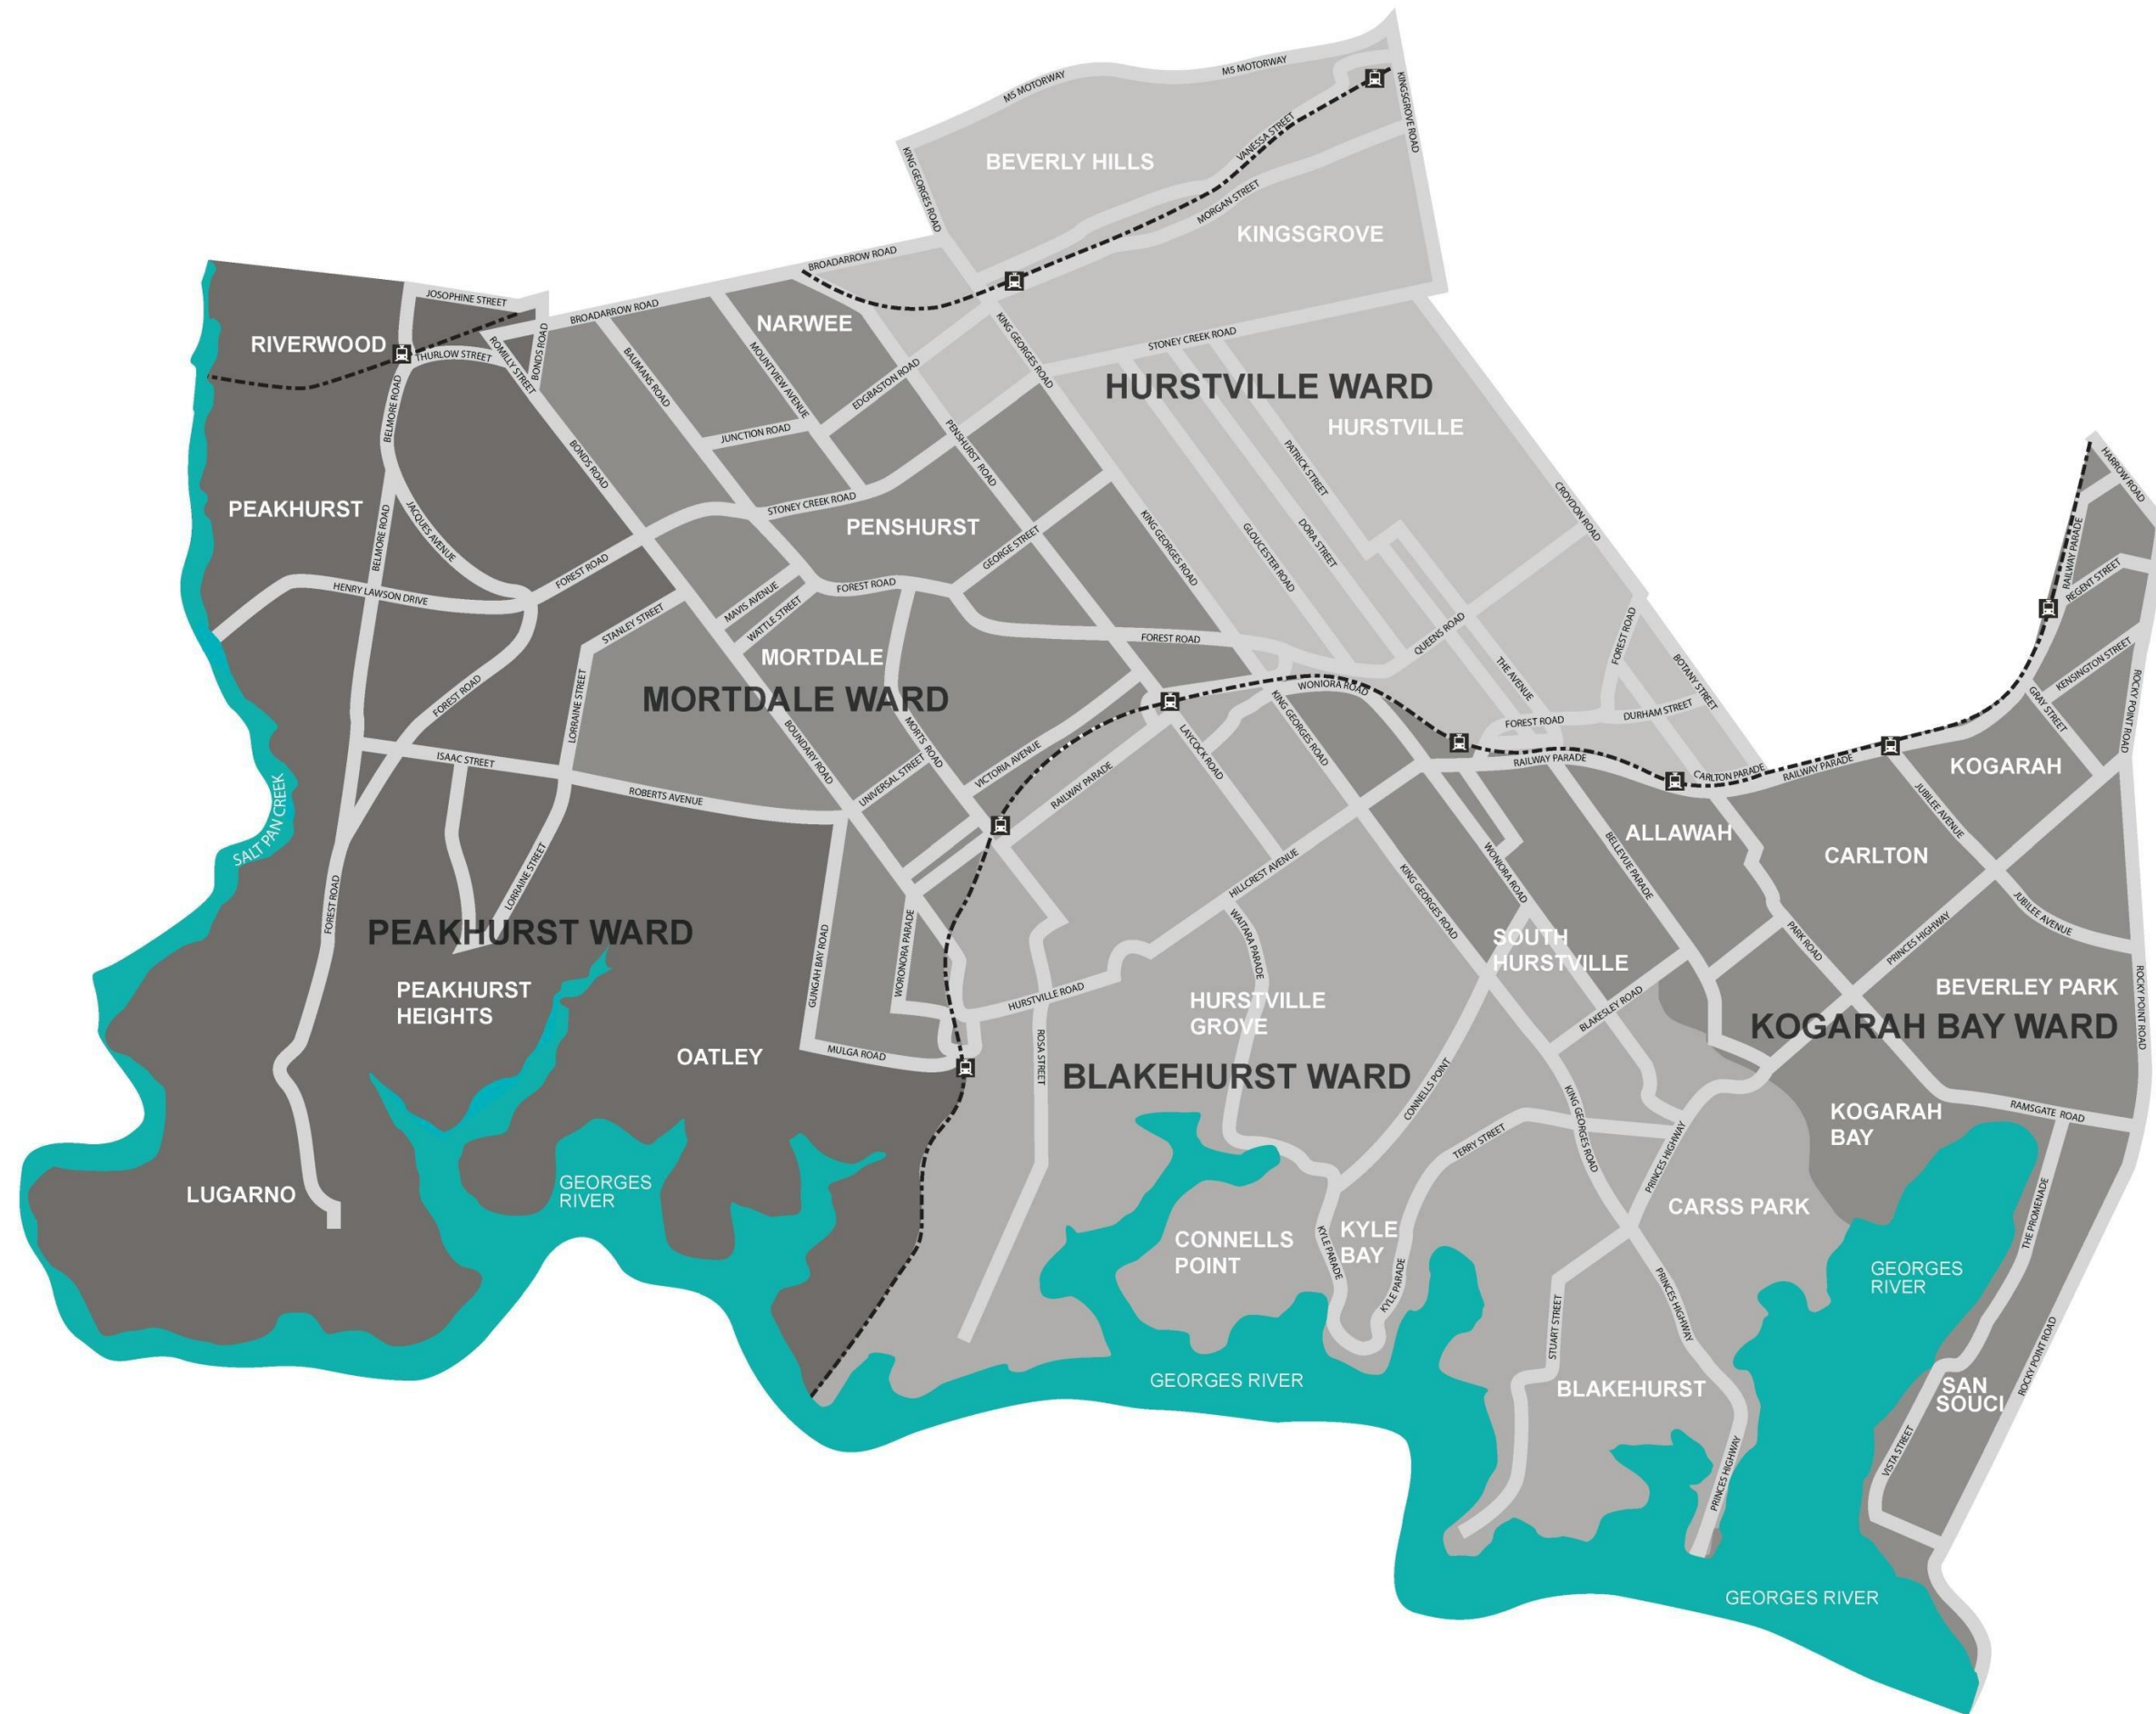 M5 MOTORWAY
M5 MOTORWAY
KINGSGROVE ROAD
KING GEORGES ROAD
BEVERLY HILLS
VANESSA STREET
MORGAN STREET
KINGSGROVE
BROADARROW ROAD
JOSOPHINE STREET
BROADARROW ROAD
RIVERWOOD
THURLOW STREET
ROMILLY STREET
BONDS ROAD
BAUMANS ROAD
MOUNTVIEW AVENUE
NARWEE
EDGBASTON ROAD
KING GEORGES ROAD
STONEY CREEK ROAD
HURSTVILLE WARD
HURSTVILLE
BELMORE ROAD
JUNCTION ROAD
PENSHURST ROAD
BONDS ROAD
PATRICK STREET
CROYDON ROAD
HARROW ROAD
PEAKHURST
JACQUES AVENUE
BELMORE ROAD
STONEY CREEK ROAD
PENSHURST
GEORGE STREET
KING GEORGES ROAD
GLOUCESTER ROAD
DORA STREET
RAILWAY PARADE
REGENT STREET
HENRY LAWSON DRIVE
FOREST ROAD
STANLEY STREET
MAVIS AVENUE
WATTLE STREET
FOREST ROAD
FOREST ROAD
QUEENS ROAD
FOREST ROAD
KENSINGTON STREET
MORTDALE
MORTDALE WARD
FOREST ROAD
LORRAINE STREET
BOUNDARY ROAD
MORTS ROAD
WONIORA ROAD
KING GEORGES ROAD
THE AVENUE
BOTANY STREET
DURHAM STREET
FOREST ROAD
GRAY STREET
ROCKY POINT ROAD
ISAAC STREET
ROBERTS AVENUE
UNIVERSAL STREET
VICTORIA AVENUE
RAILWAY PARADE
LAYCOCK ROAD
RAILWAY PARADE
CARLTON PARADE
RAILWAY PARADE
KOGARAH
SALT PAN CREEK
ALLAWAH
CARLTON
JUBILEE AVENUE
FOREST ROAD
LORRAINE STREET
HILLCREST AVENUE
KING GEORGES ROAD
WONIORA ROAD
BELLEVUE PARADE
JUBILEE AVENUE
PEAKHURST WARD
GUNGAH BAY ROAD
WORONORA PARADE
WAITARA PARADE
SOUTH
HURSTVILLE
PARK ROAD
PRINCES HIGHWAY
PEAKHURST
HEIGHTS
HURSTVILLE ROAD
HURSTVILLE
GROVE
BLAKESLEY ROAD
BEVERLEY PARK
KOGARAH BAY WARD
ROCKY POINT ROAD
OATLEY
MULGA ROAD
ROSA STREET
BLAKEHURST WARD
CONNELLS POINT
KING GEORGES ROAD
KOGARAH
BAY
RAMSGATE ROAD
TERRY STREET
PRINCES HIGHWAY
LUGARNO
GEORGES
RIVER
CONNELLS
POINT
KYLE PARADE
KYLE
BAY
KYLE PARADE
CARSS PARK
THE PROMENADE
GEORGES
RIVER
STUART STREET
PRINCES HIGHWAY
ROCKY POINT ROAD
GEORGES RIVER
BLAKEHURST
SAN
SOUCI
VISTA STREET
PRINCES HIGHWAY
GEORGES RIVER